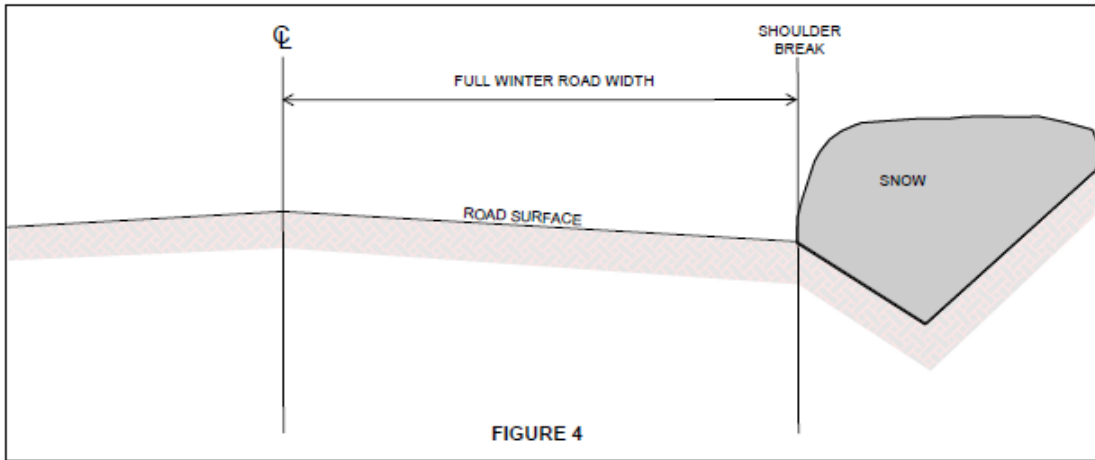 ℄
SHOULDER
BREAK
FULL WINTER ROAD WIDTH
SNOW
ROAD SURFACE
FIGURE 4